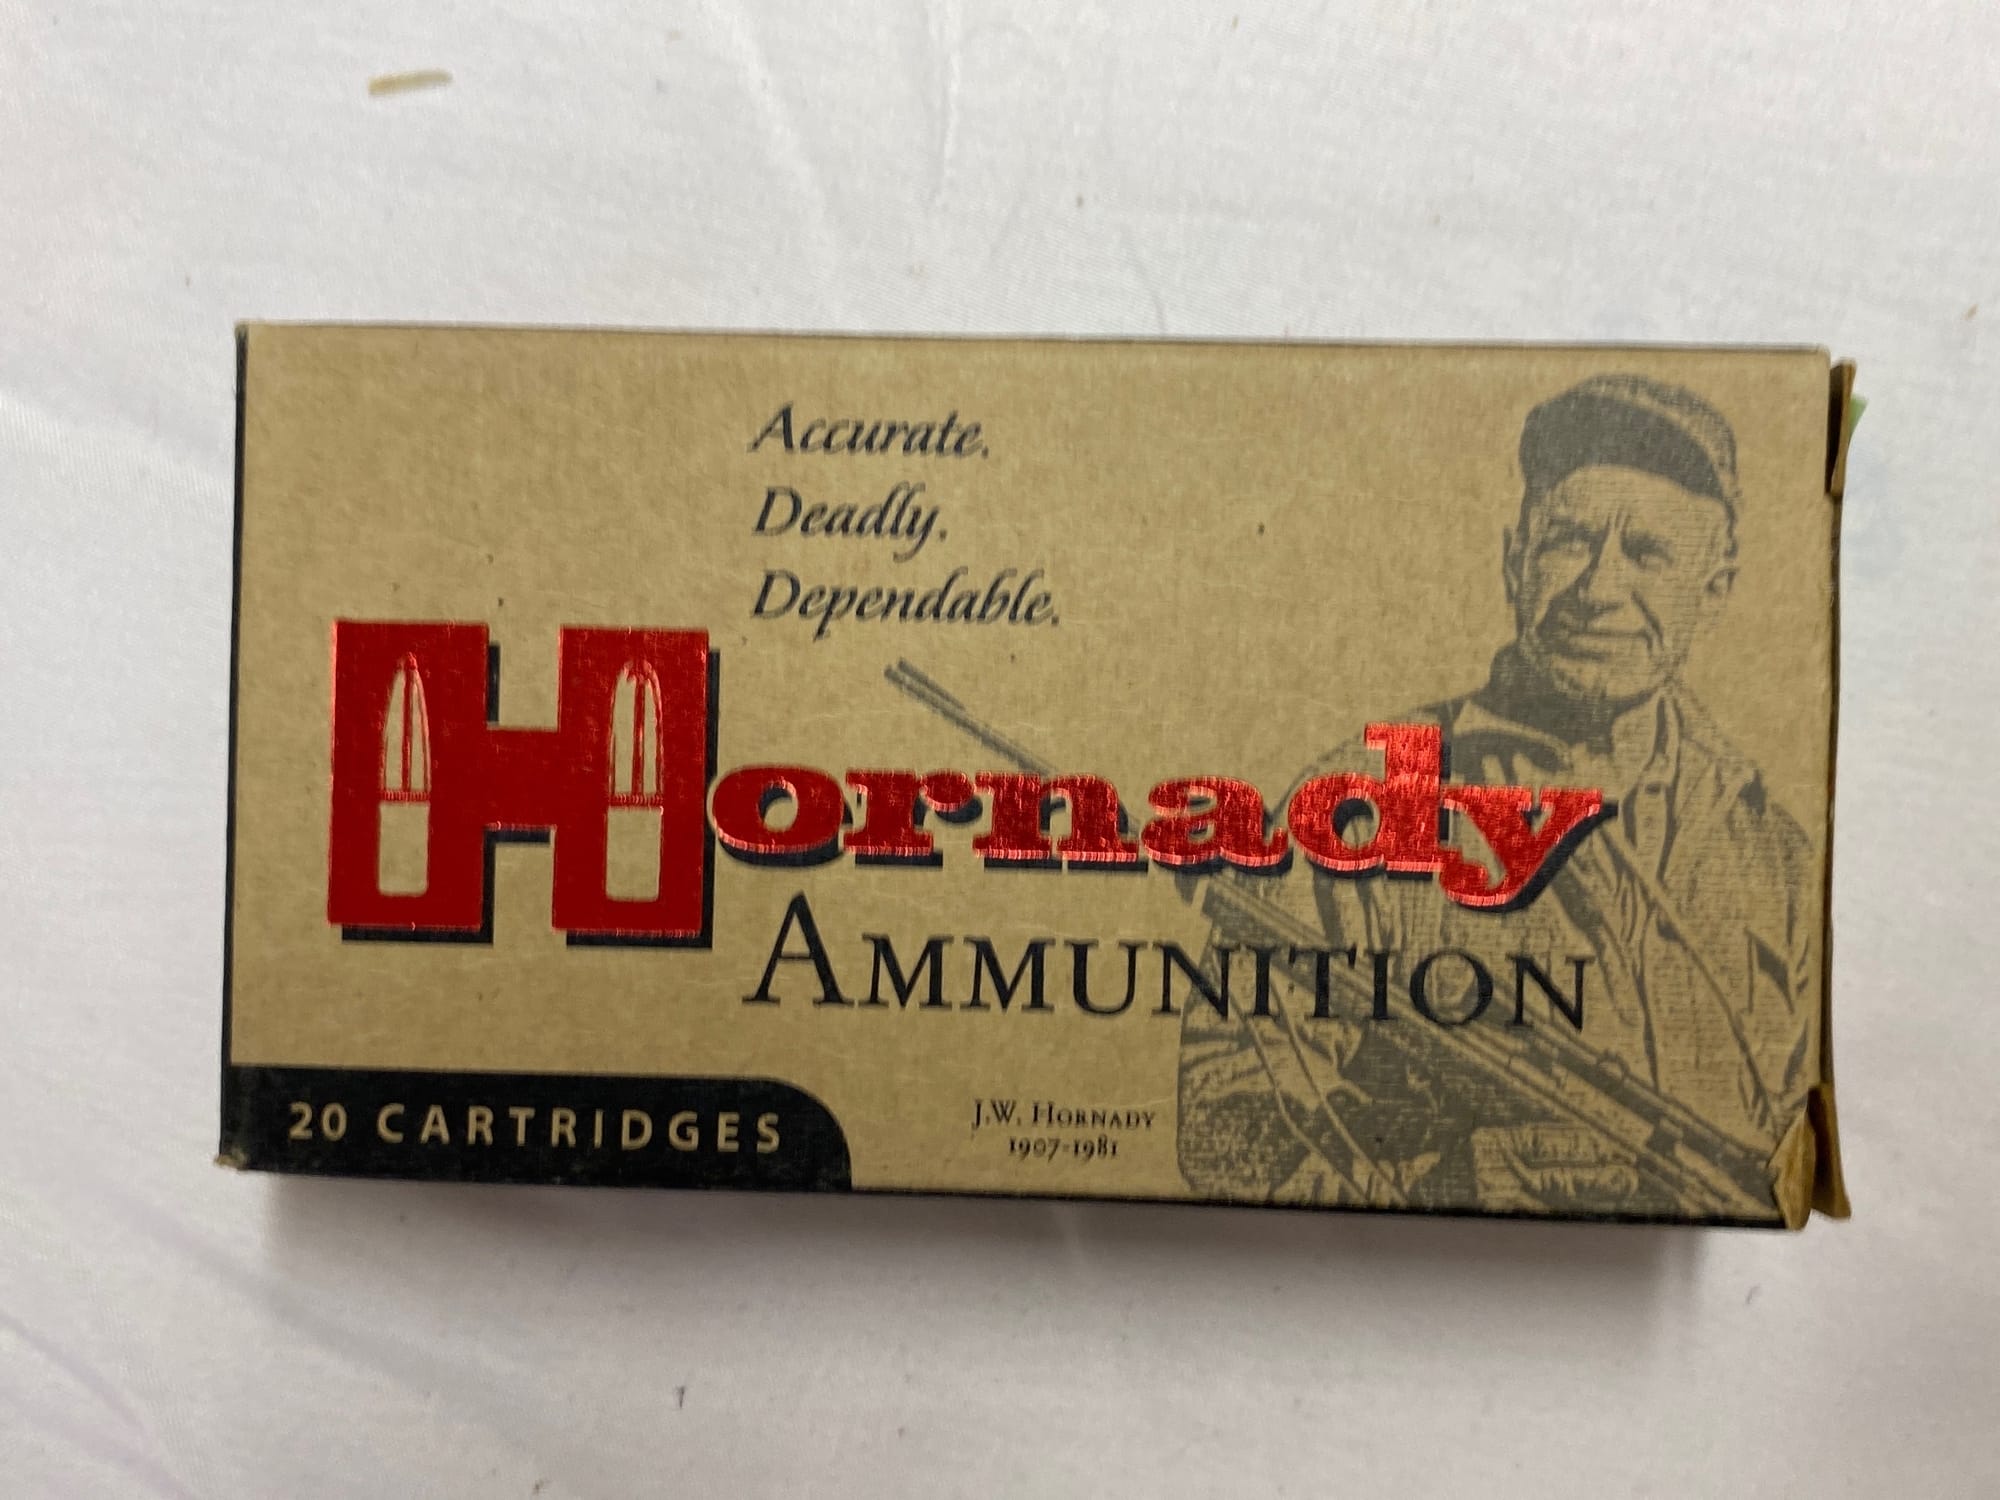 Accurate.
Deadly.
Dependable.
Hornady
AMMUNITION
20 CARTRIDGES
J.W. HORNADY
1907-1981